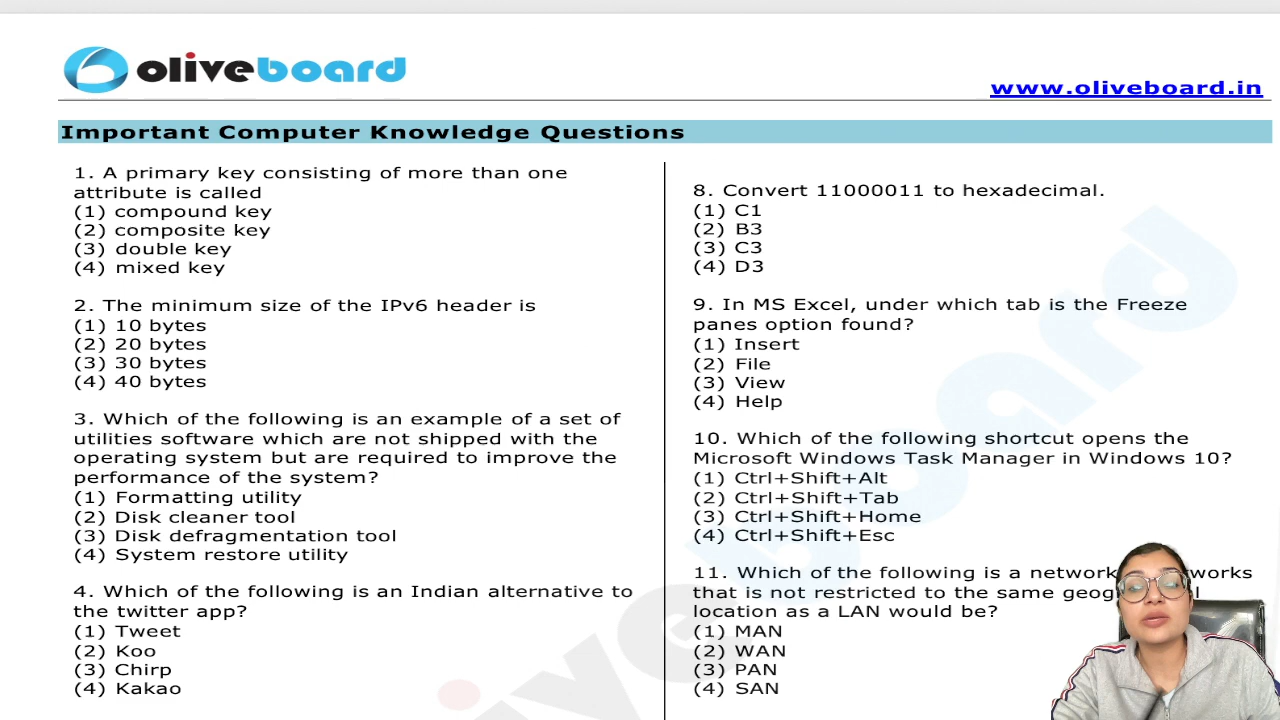 oliveboard
www.oliveboard.in
Important Computer Knowledge Questions
1. A primary key consisting of more than one
attribute is called
(1) compound key
(2) composite key
(3) double key
(4) mixed key
2. The minimum size of the IPv6 header is
(1) 10 bytes
(2) 20 bytes
(3) 30 bytes
(4) 40 bytes
3. Which of the following is an example of a set of
utilities software which are not shipped with the
operating system but are required to improve the
performance of the system?
(1) Formatting utility
(2) Disk cleaner tool
(3) Disk defragmentation tool
(4) System restore utility
4. Which of the following is an Indian alternative to
the twitter app?
(1) Tweet
(2) Koo
(3) Chirp
(4) Kakao
8. Convert 11000011 to hexadecimal.
(1) C1
(2) B3
(3) C3
(4) D3
9. In MS Excel, under which tab is the Freeze
panes option found?
(1) Insert
(2) File
(3) View
(4) Help
10. Which of the following shortcut opens the
Microsoft Windows Task Manager in Windows 10?
(1) Ctrl+Shift+Alt
(2) Ctrl+Shift+Tab
(3) Ctrl+Shift+Home
(4) Ctrl+Shift+Esc
11. Which of the following is a network
that is not restricted to the same
location as a LAN would be?
(1) MAN
(2) WAN
(3) PAN
(4) SAN